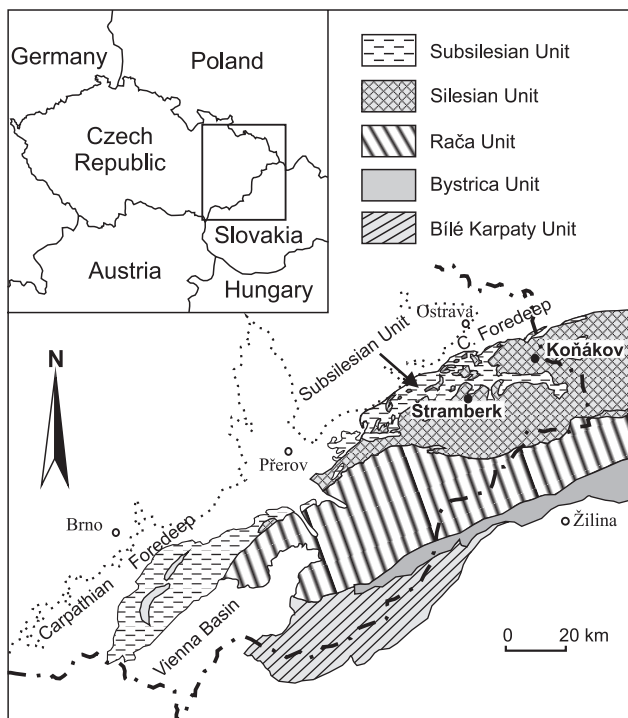 Germany
Poland
Czech
Republic
Slovakia
Austria
Hungary
Subsilesian Unit
Silesian Unit
Rača Unit
Bystrica Unit
Bílé Karpaty Unit
Ostrava
C. Foredeep
Subsilesian Unit
Koňákov
Stramberk
N
Přerov
Brno
Žilina
Carpathian Foredeep
Vienna Basin
0 20 km